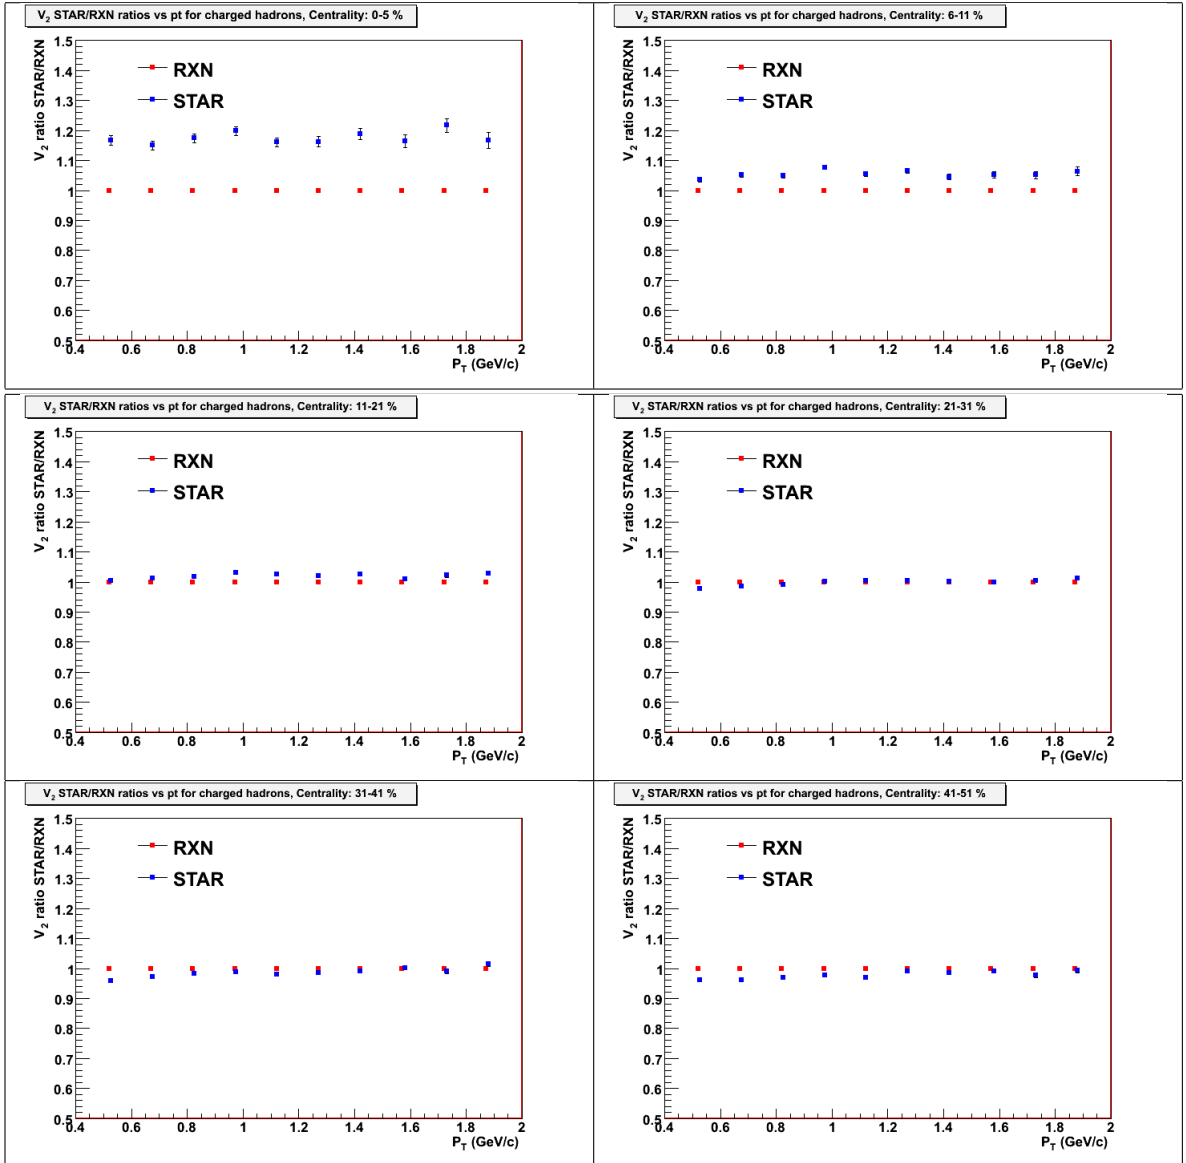 V2 STAR/RXN ratios vs pt for charged hadrons, Centrality: 0-5 %
V2 ratio STAR/RXN
1.5
1.4
1.3
1.2
1.1
1
0.9
0.8
0.7
0.6
0.5
RXN
STAR
0.4 0.6 0.8 1 1.2 1.4 1.6 1.8 2
PT (GeV/c)
V2 STAR/RXN ratios vs pt for charged hadrons, Centrality: 6-11 %
V2 ratio STAR/RXN
1.5
1.4
1.3
1.2
1.1
1
0.9
0.8
0.7
0.6
0.5
RXN
STAR
0.4 0.6 0.8 1 1.2 1.4 1.6 1.8 2
PT (GeV/c)
V2 STAR/RXN ratios vs pt for charged hadrons, Centrality: 11-21 %
V2 ratio STAR/RXN
1.5
1.4
1.3
1.2
1.1
1
0.9
0.8
0.7
0.6
0.5
RXN
STAR
0.4 0.6 0.8 1 1.2 1.4 1.6 1.8 2
PT (GeV/c)
V2 STAR/RXN ratios vs pt for charged hadrons, Centrality: 21-31 %
V2 ratio STAR/RXN
1.5
1.4
1.3
1.2
1.1
1
0.9
0.8
0.7
0.6
0.5
RXN
STAR
0.4 0.6 0.8 1 1.2 1.4 1.6 1.8 2
PT (GeV/c)
V2 STAR/RXN ratios vs pt for charged hadrons, Centrality: 31-41 %
V2 ratio STAR/RXN
1.5
1.4
1.3
1.2
1.1
1
0.9
0.8
0.7
0.6
0.5
RXN
STAR
0.4 0.6 0.8 1 1.2 1.4 1.6 1.8 2
PT (GeV/c)
V2 STAR/RXN ratios vs pt for charged hadrons, Centrality: 41-51 %
V2 ratio STAR/RXN
1.5
1.4
1.3
1.2
1.1
1
0.9
0.8
0.7
0.6
0.5
RXN
STAR
0.4 0.6 0.8 1 1.2 1.4 1.6 1.8 2
PT (GeV/c)